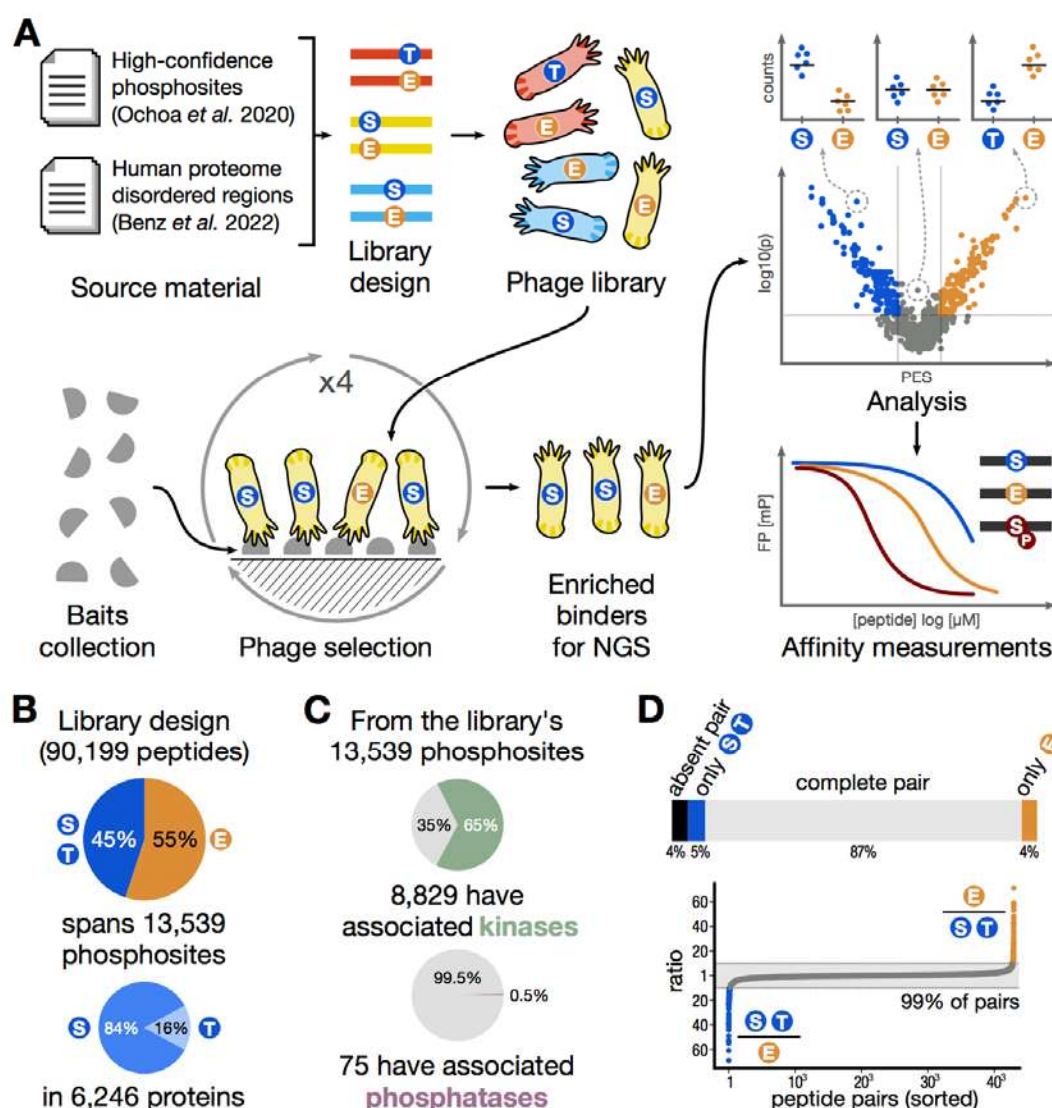 A
High-confidence
phosphosites
(Ochoa et al. 2020)
Human proteome
disordered regions
(Benz et al. 2022)
Source material
T
E
S
E
S
E
Library
design
T
S
E
E
S
E
Phage library
counts
S
E
S
E
T
E
log10(p)
PES
Analysis
x4
S
S
E
S
Baits
collection
Phage selection
S
S
E
Enriched
binders
for NGS
FP [mP]
S
E
S
P
[peptide] log [µM]
Affinity measurements
B
Library design
(90,199 peptides)
S
T
45%
55%
E
spans 13,539
phosphosites
S
84%
16%
T
in 6,246 proteins
C
From the library's
13,539 phosphosites
35%
65%
8,829 have
associated kinases
99.5%
0.5%
75 have associated
phosphatases
D
absent pair
only S T
complete pair
only E
4%
5%
87%
4%
ratio
60
40
20
1
20
40
60
E
S T
99% of pairs
S T
E
1
10³
30³
40³
peptide pairs (sorted)